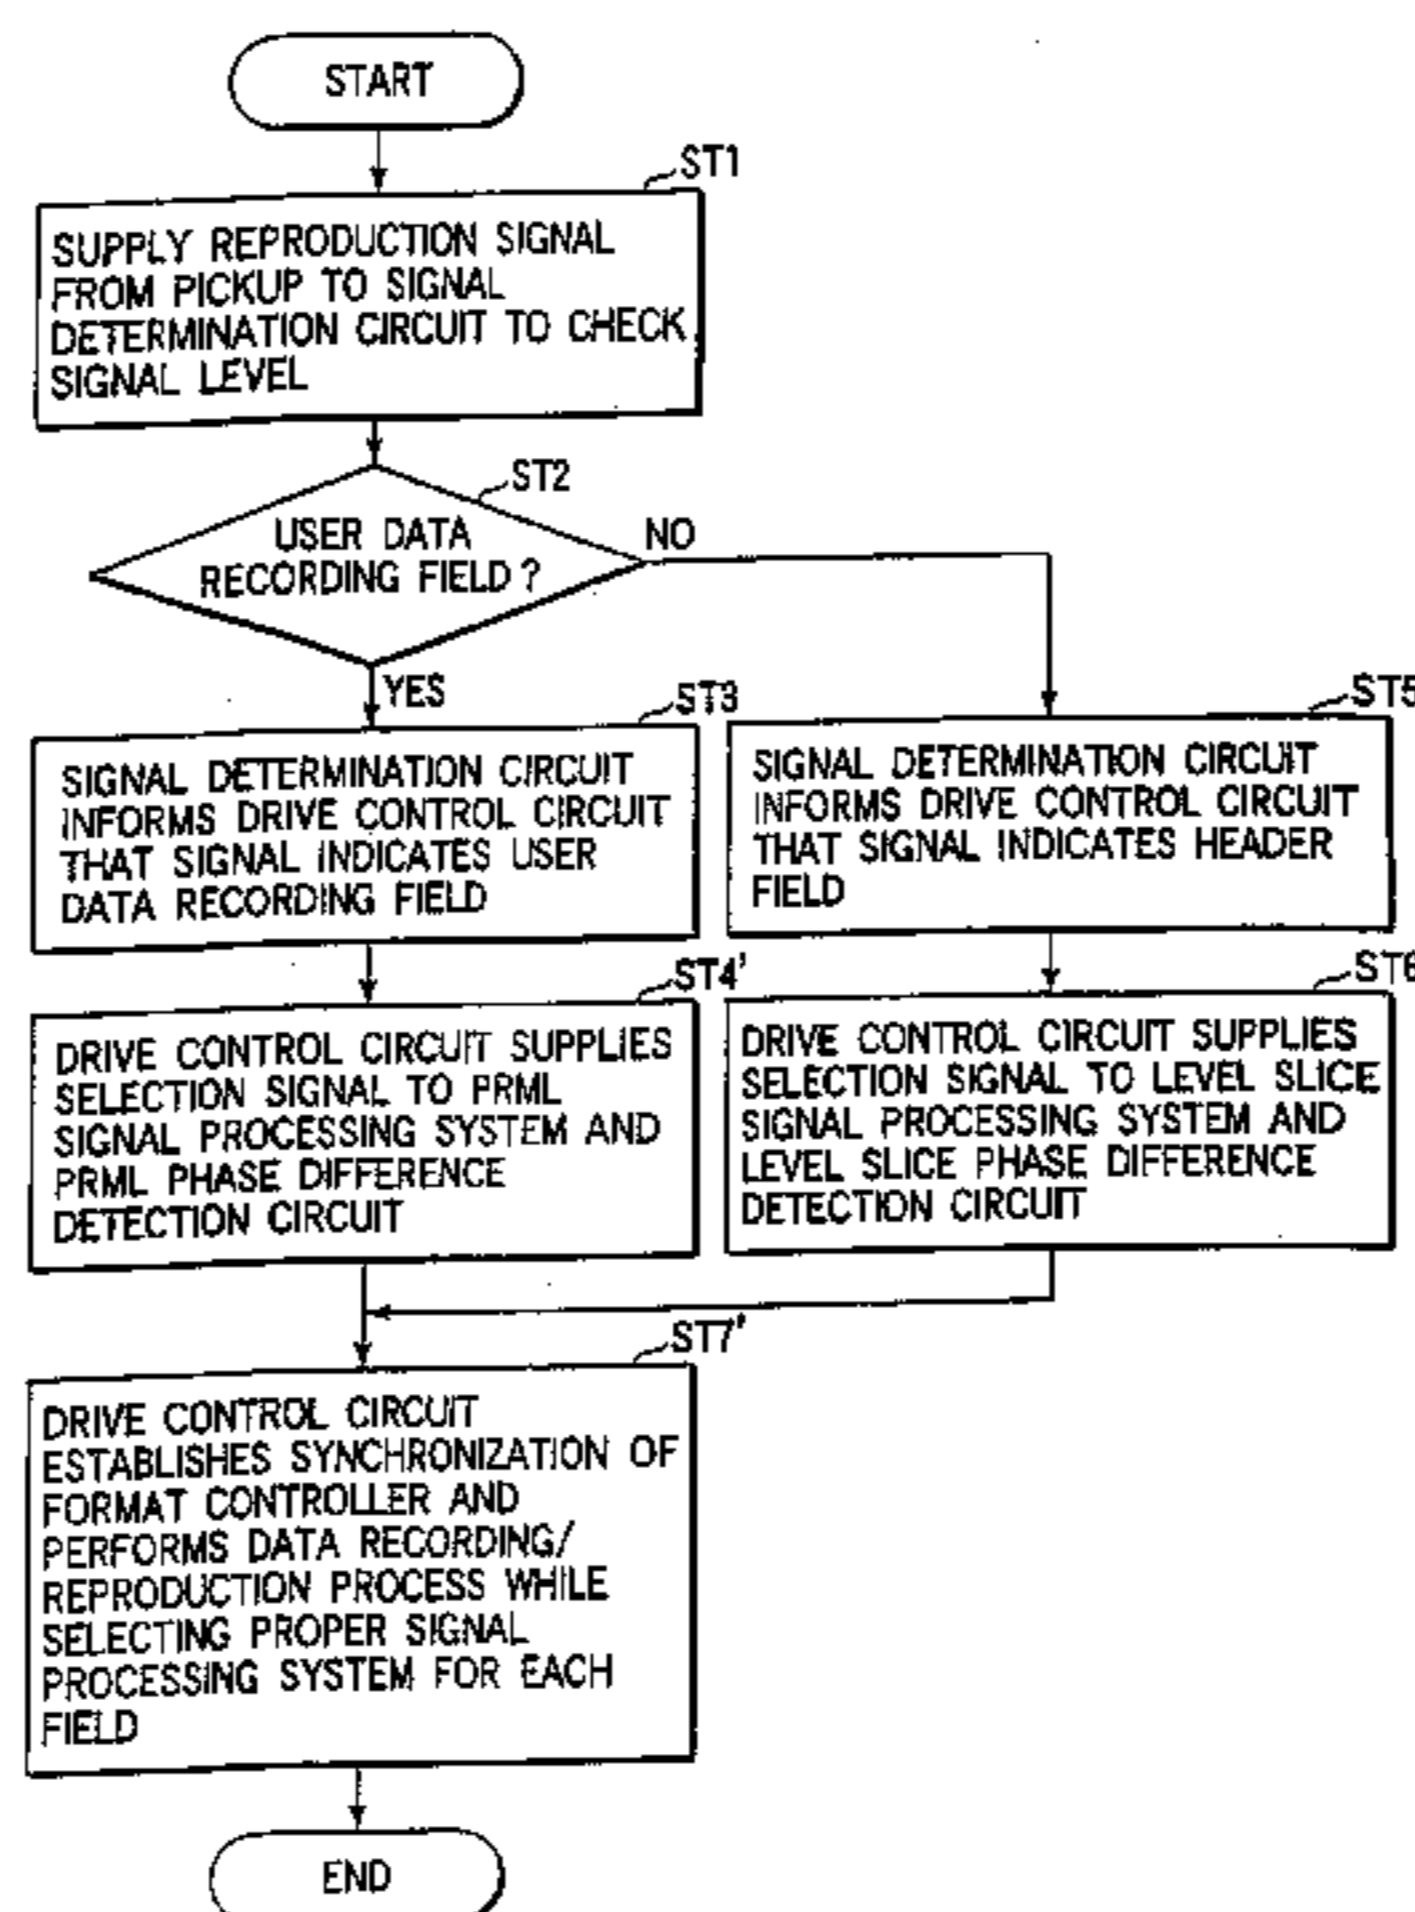 START
ST1
SUPPLY REPRODUCTION SIGNAL
FROM PICKUP TO SIGNAL
DETERMINATION CIRCUIT TO CHECK
SIGNAL LEVEL
ST2
USER DATA
RECORDING FIELD?
NO
YES
ST3
SIGNAL DETERMINATION CIRCUIT
INFORMS DRIVE CONTROL CIRCUIT
THAT SIGNAL INDICATES USER
DATA RECORDING FIELD
ST5
SIGNAL DETERMINATION CIRCUIT
INFORMS DRIVE CONTROL CIRCUIT
THAT SIGNAL INDICATES HEADER
FIELD
ST4'
DRIVE CONTROL CIRCUIT SUPPLIES
SELECTION SIGNAL TO PRML
SIGNAL PROCESSING SYSTEM AND
PRML PHASE DIFFERENCE
DETECTION CIRCUIT
ST6
DRIVE CONTROL CIRCUIT SUPPLIES
SELECTION SIGNAL TO LEVEL SLICE
SIGNAL PROCESSING SYSTEM AND
LEVEL SLICE PHASE DIFFERENCE
DETECTION CIRCUIT
ST7'
DRIVE CONTROL CIRCUIT
ESTABLISHES SYNCHRONIZATION OF
FORMAT CONTROLLER AND
PERFORMS DATA RECORDING/
REPRODUCTION PROCESS WHILE
SELECTING PROPER SIGNAL
PROCESSING SYSTEM FOR EACH
FIELD
END